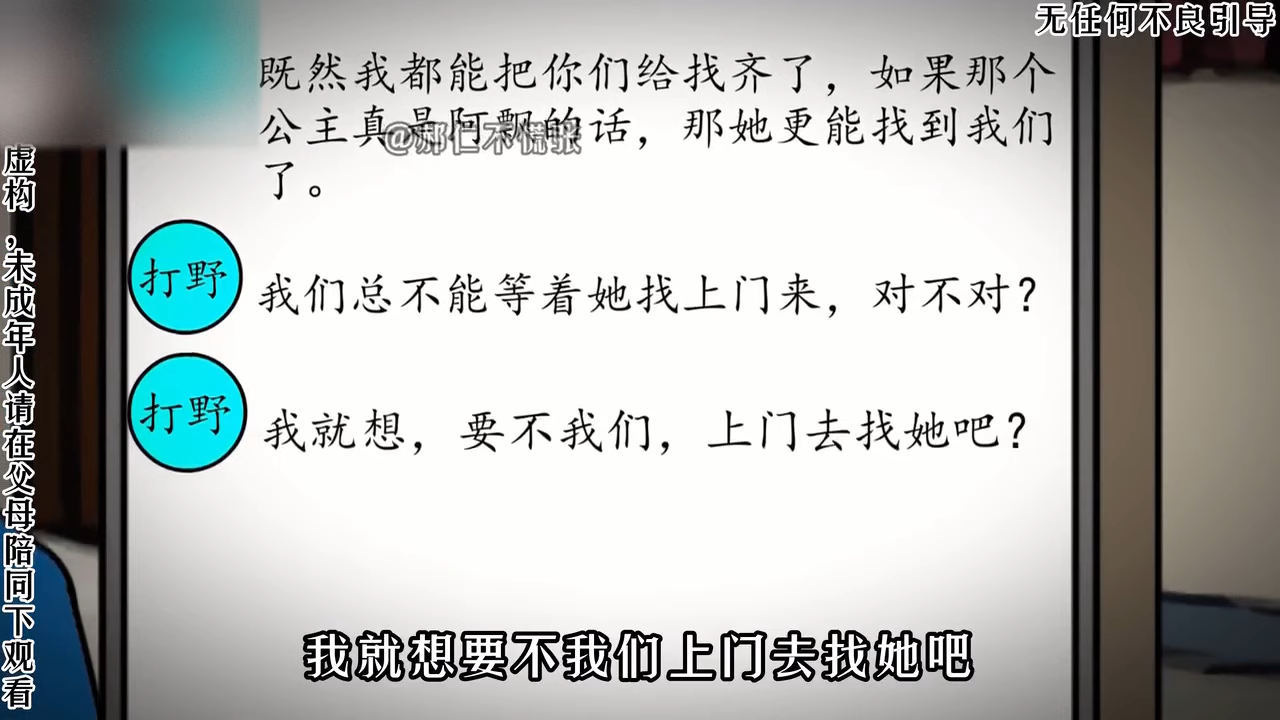 无任何不良引导
既然我都能把你们给找齐了，如果那个
公主真是阿飘的话，那她更能找到我们
了。
@郝仁不慌张
打野
我们总不能等着她找上门来，对不对？
打野
我就想，要不我们，上门去找她吧？
虚构，未成年人请在父母陪同下观看
我就想要不我们上门去找她吧